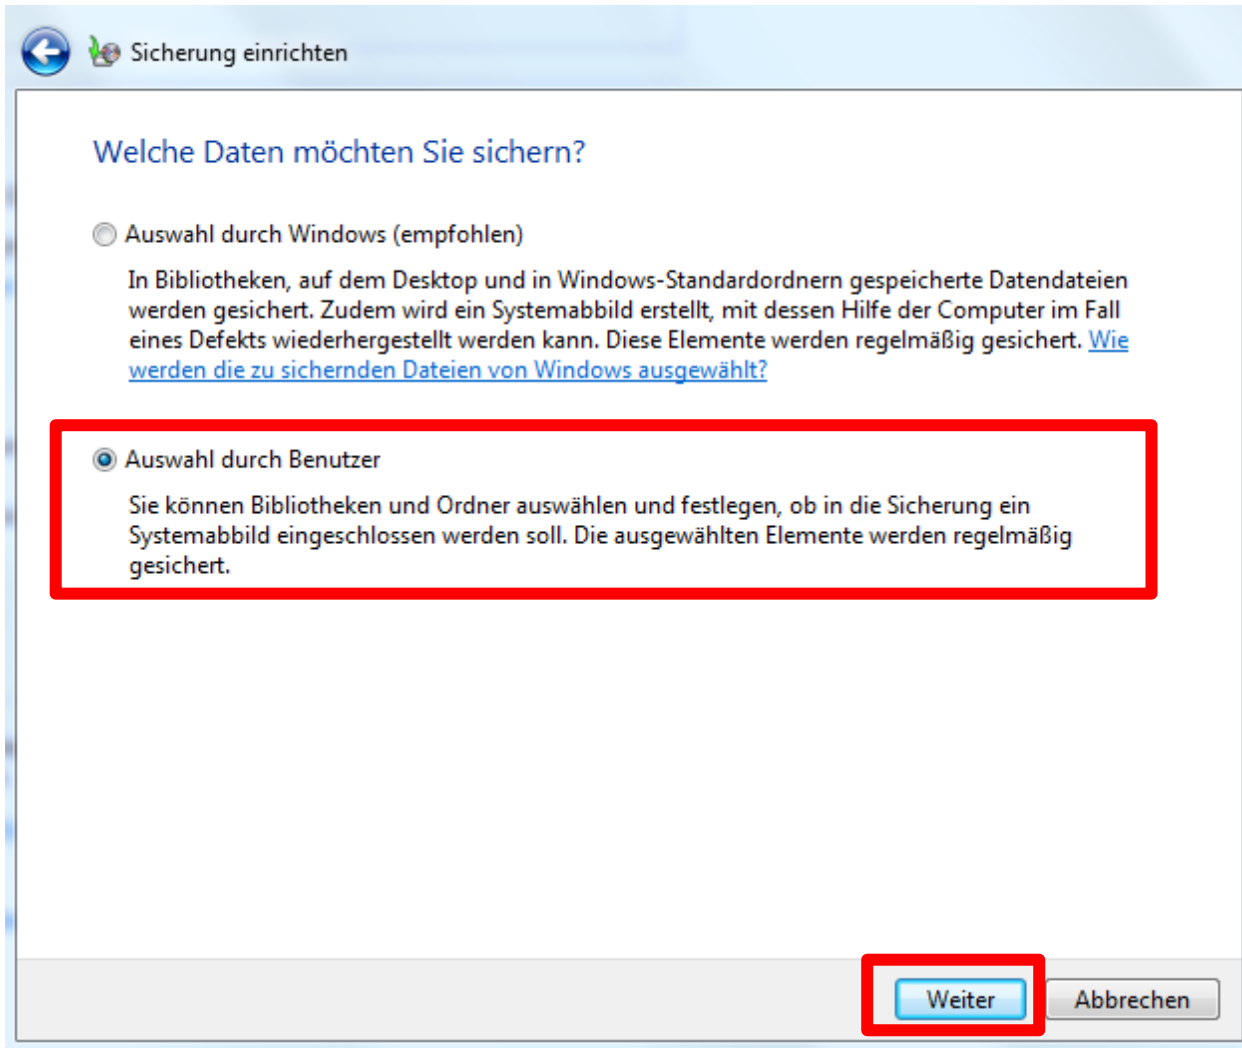 Sicherung einrichten
Welche Daten möchten Sie sichern?
Auswahl durch Windows (empfohlen)
In Bibliotheken, auf dem Desktop und in Windows-Standardordnern gespeicherte Datendateien
werden gesichert. Zudem wird ein Systemabbild erstellt, mit dessen Hilfe der Computer im Fall
eines Defekts wiederhergestellt werden kann. Diese Elemente werden regelmäßig gesichert. Wie
werden die zu sichernden Dateien von Windows ausgewählt?
Auswahl durch Benutzer
Sie können Bibliotheken und Ordner auswählen und festlegen, ob in die Sicherung ein
Systemabbild eingeschlossen werden soll. Die ausgewählten Elemente werden regelmäßig
gesichert.
Weiter
Abbrechen